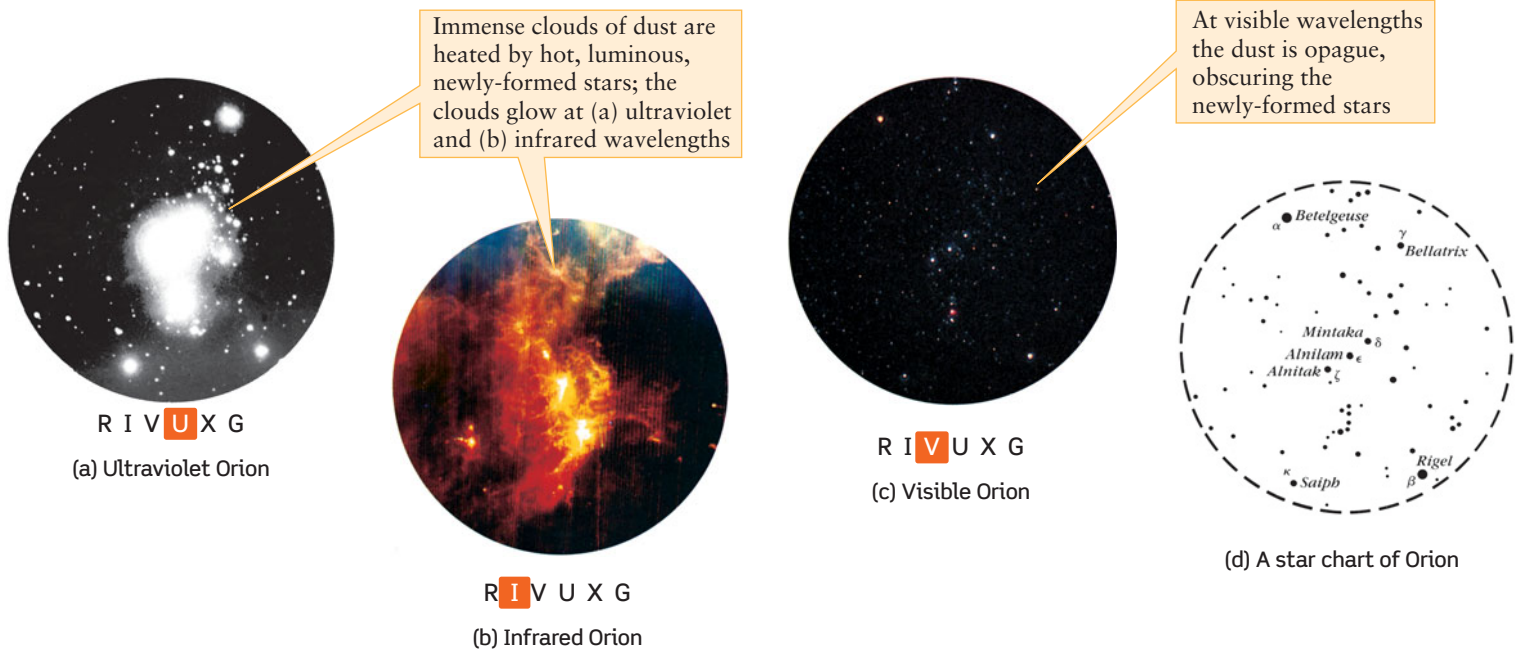 Immense clouds of dust are
heated by hot, luminous,
newly-formed stars; the
clouds glow at (a) ultraviolet
and (b) infrared wavelengths
R I V U X G
(a) Ultraviolet Orion
R I V U X G
(b) Infrared Orion
At visible wavelengths
the dust is opague,
obscuring the
newly-formed stars
R I V U X G
(c) Visible Orion
α Betelgeuse
γ
Bellatrix
Mintaka δ
Alnilam ϵ
Alnitak ζ
κ
Saiph
Rigel
β
(d) A star chart of Orion